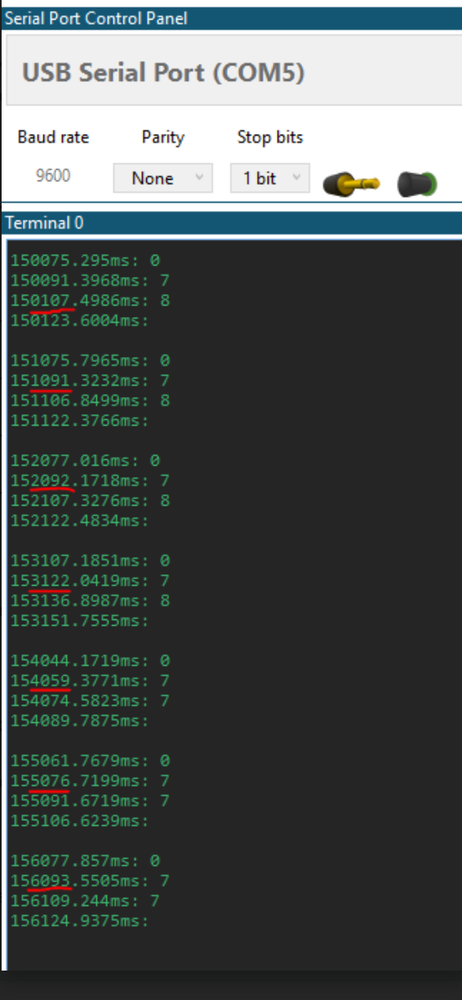 Serial Port Control Panel
USB Serial Port (COM5)
Baud rate Parity Stop bits
9600 None 1 bit
Terminal 0
150075.295ms: 0
150091.3968ms: 7
150107.4986ms: 8
150123.6004ms:
151075.7965ms: 0
151091.3232ms: 7
151106.8499ms: 8
151122.3766ms:
152077.016ms: 0
152092.1718ms: 7
152107.3276ms: 8
152122.4834ms:
153107.1851ms: 0
153122.0419ms: 7
153136.8987ms: 8
153151.7555ms:
154044.1719ms: 0
154059.3771ms: 7
154074.5823ms: 7
154089.7875ms:
155061.7679ms: 0
155076.7199ms: 7
155091.6719ms: 7
155106.6239ms:
156077.857ms: 0
156093.5505ms: 7
156109.244ms: 7
156124.9375ms: